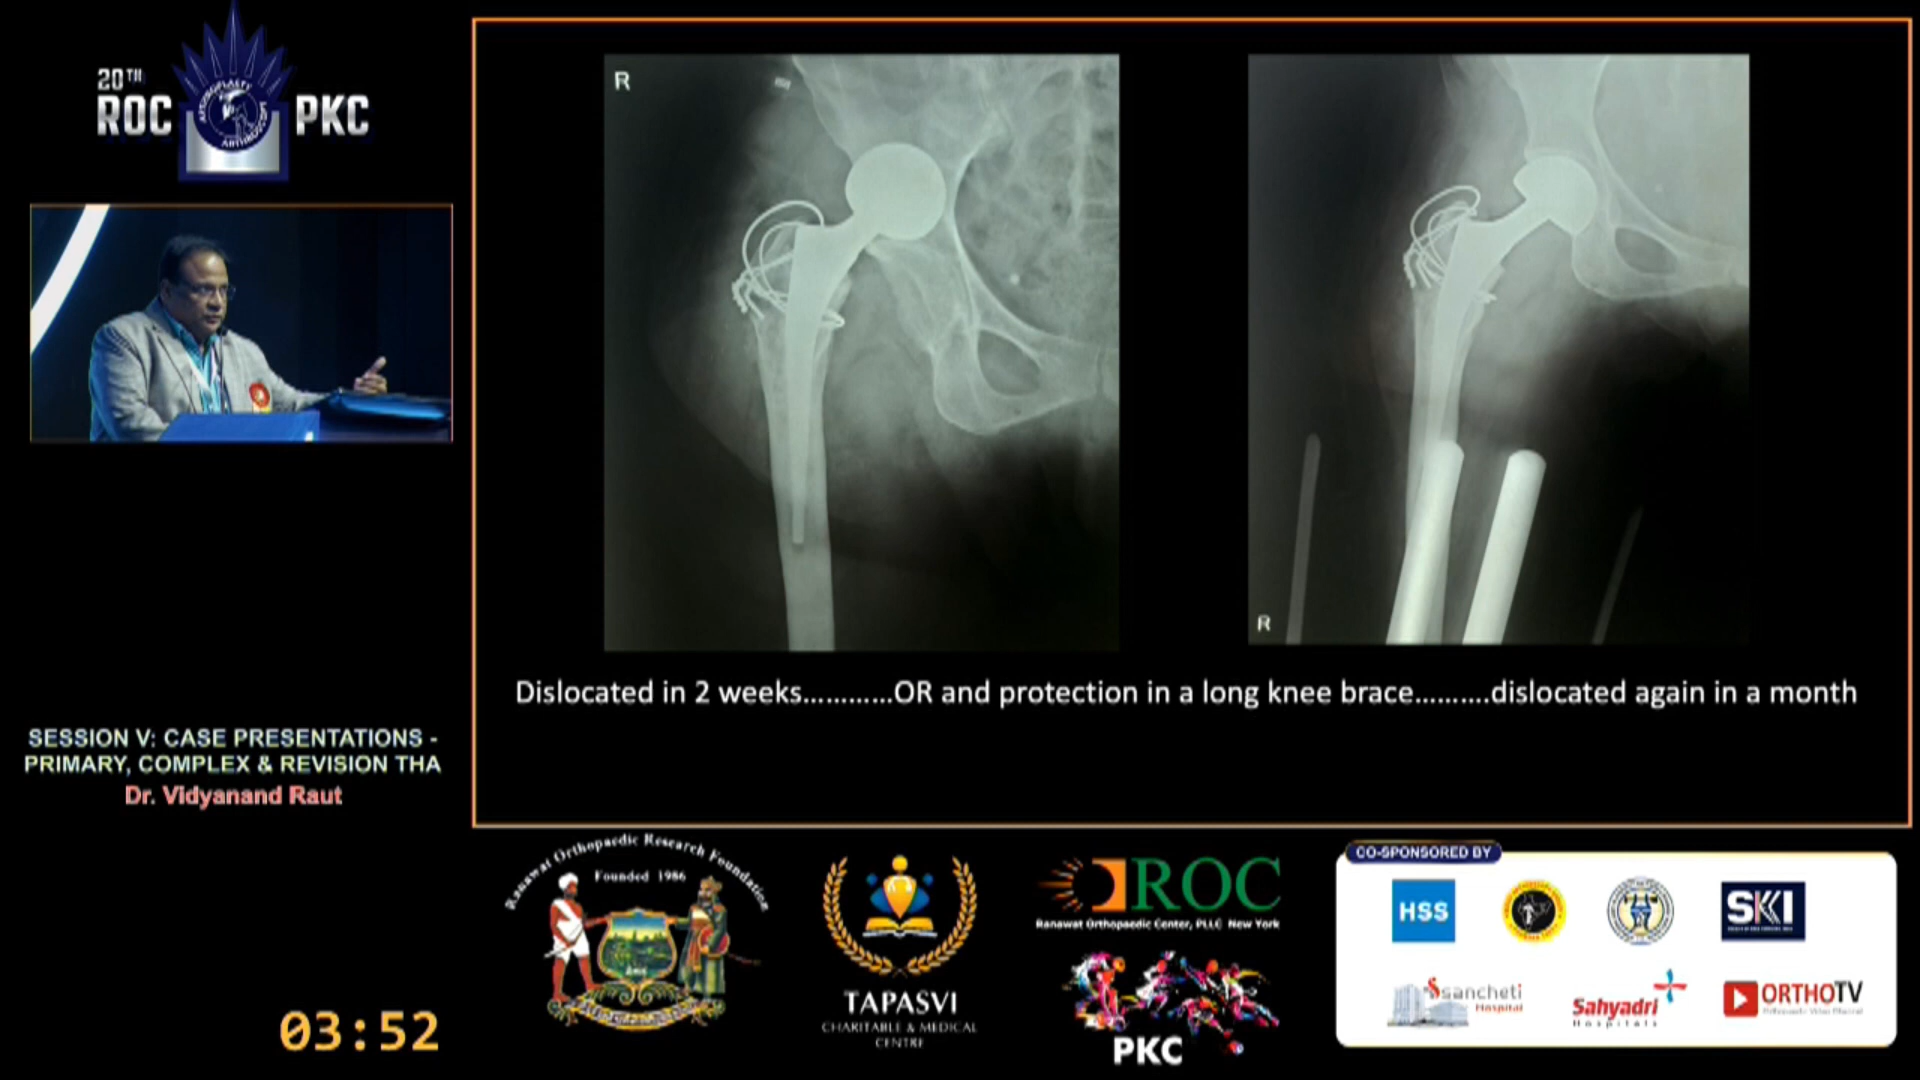 20TH
ROC PKC
R
R
Dislocated in 2 weeks............OR and protection in a long knee brace..........dislocated again in a month
SESSION V: CASE PRESENTATIONS -
PRIMARY, COMPLEX & REVISION THA
Dr. Vidyanand Raut
03:52
Ranawat Orthopaedic Research Foundation
Founded 1986
TAPASVI
CHARITABLE & MEDICAL
CENTRE
ROC
Ranawat Orthopaedic Center, PLLC New York
PKC
CO-SPONSORED BY
HSS
SKI
sancheti
Hospital
Sahyadri
Hospitals
ORTHOTV